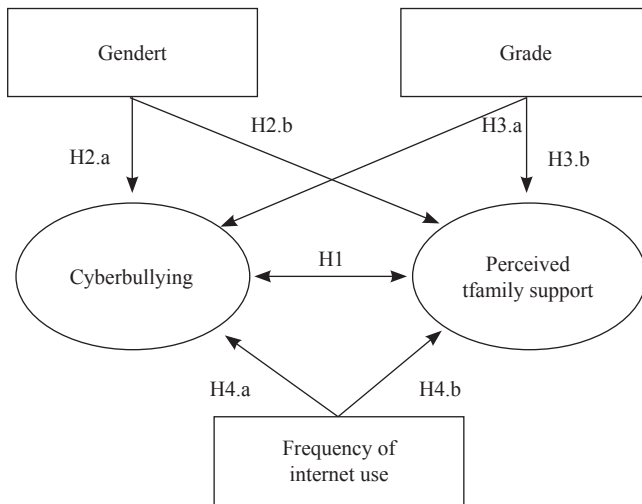 Gendert
Grade
H2.b
H3.a
H2.a
H3.b
Cyberbullying
H1
Perceived
tfamily support
H4.a
H4.b
Frequency of
internet use